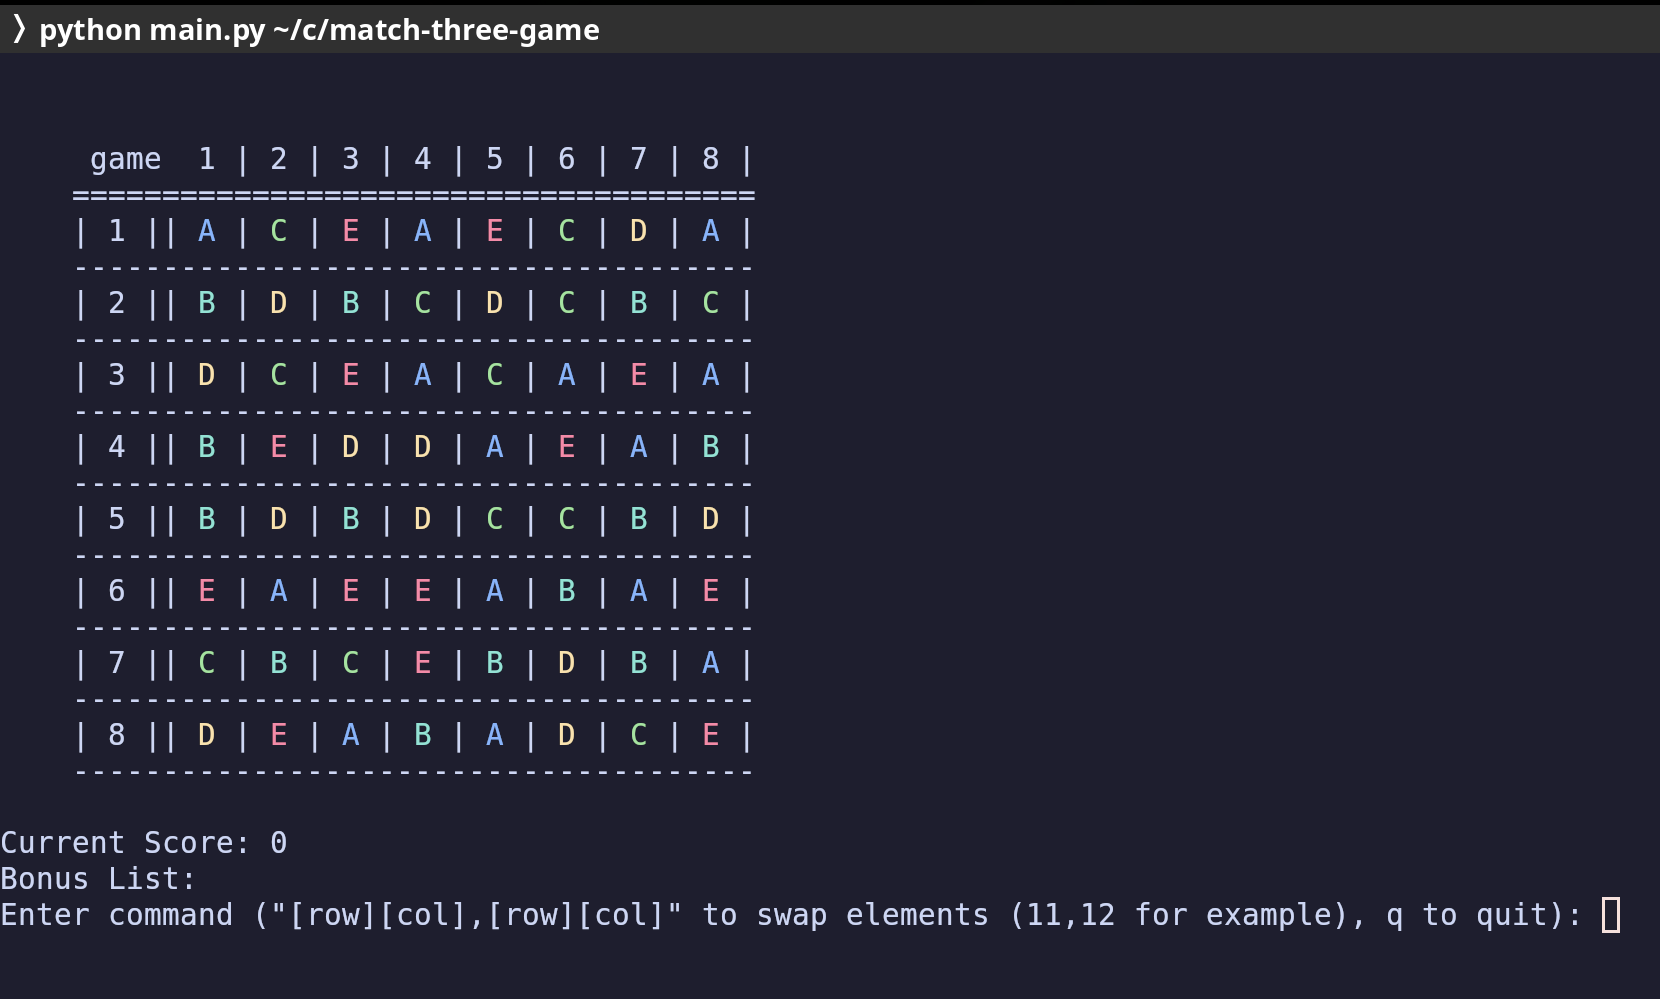 ❭ python main.py ~/c/match-three-game
game  1 | 2 | 3 | 4 | 5 | 6 | 7 | 8 |
======================================
| 1 || A | C | E | A | E | C | D | A |
--------------------------------------
| 2 || B | D | B | C | D | C | B | C |
--------------------------------------
| 3 || D | C | E | A | C | A | E | A |
--------------------------------------
| 4 || B | E | D | D | A | E | A | B |
--------------------------------------
| 5 || B | D | B | D | C | C | B | D |
--------------------------------------
| 6 || E | A | E | E | A | B | A | E |
--------------------------------------
| 7 || C | B | C | E | B | D | B | A |
--------------------------------------
| 8 || D | E | A | B | A | D | C | E |
--------------------------------------
Current Score: 0
Bonus List:
Enter command ("[row][col],[row][col]" to swap elements (11,12 for example), q to quit):